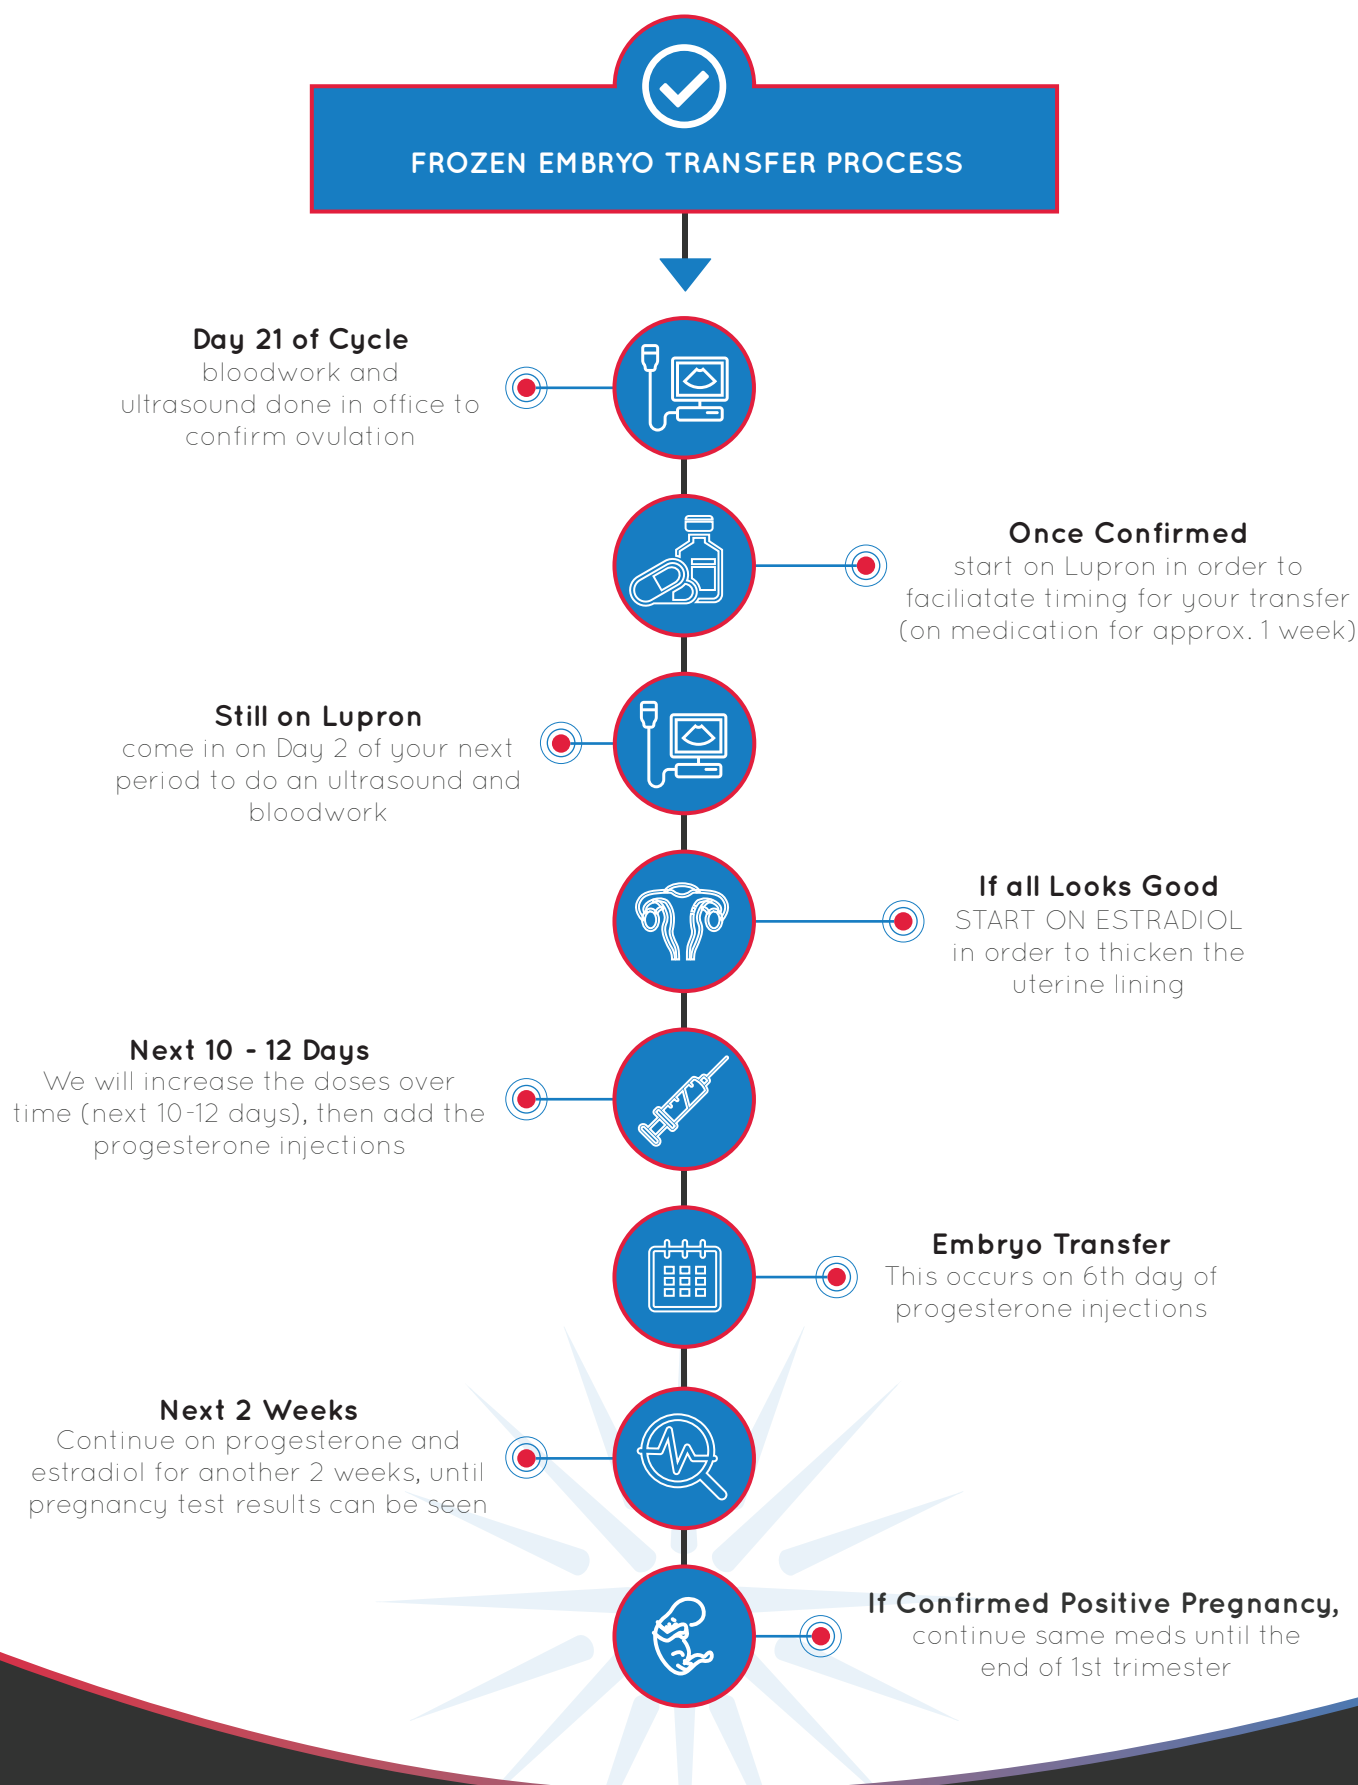 FROZEN EMBRYO TRANSFER PROCESS
Day 21 of Cycle
bloodwork and
ultrasound done in office to
confirm ovulation
Once Confirmed
start on Lupron in order to
faciliatate timing for your transfer
(on medication for approx. 1 week)
Still on Lupron
come in on Day 2 of your next
period to do an ultrasound and
bloodwork
If all Looks Good
START ON ESTRADIOL
in order to thicken the
uterine lining
Next 10 - 12 Days
We will increase the doses over
time (next 10-12 days), then add the
progesterone injections
Embryo Transfer
This occurs on 6th day of
progesterone injections
Next 2 Weeks
Continue on progesterone and
estradiol for another 2 weeks, until
pregnancy test results can be seen
If Confirmed Positive Pregnancy,
continue same meds until the
end of 1st trimester